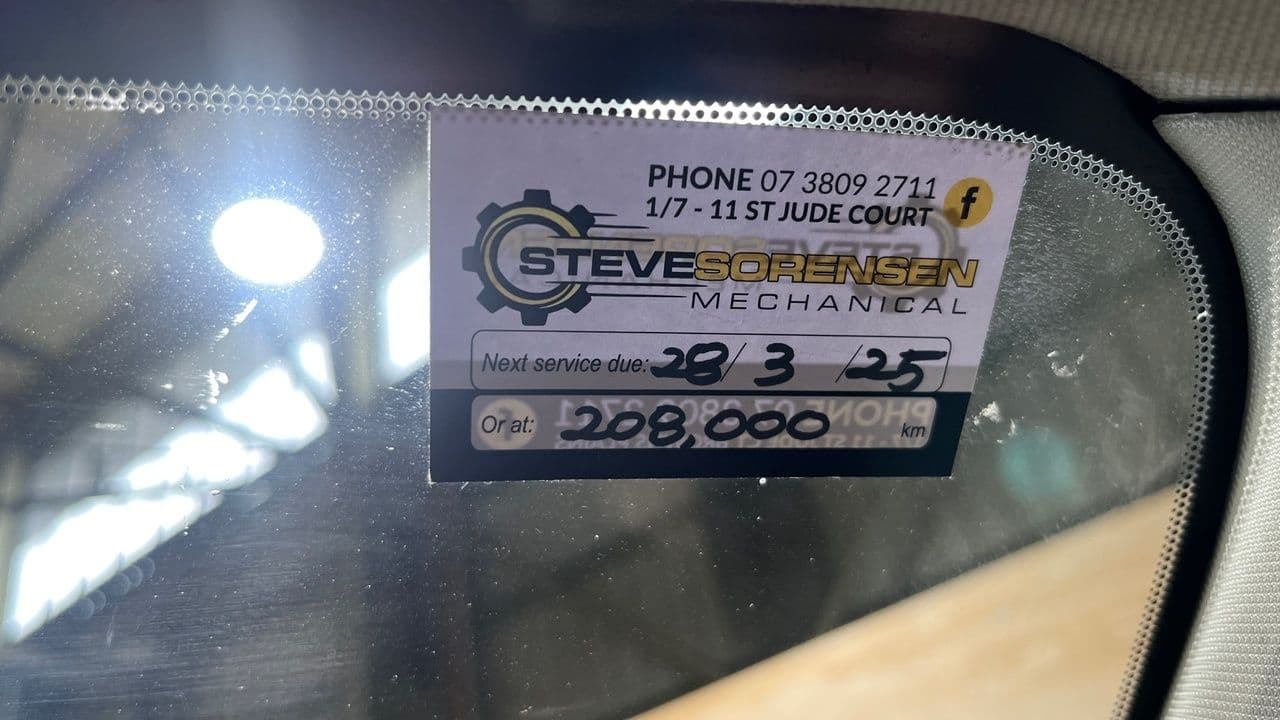 PHONE 07 3809 2711
1/7 - 11 ST JUDE COURT
f
STEVESORENSEN
MECHANICAL
Next service due: 28/3/25
Or at: 208,000 km